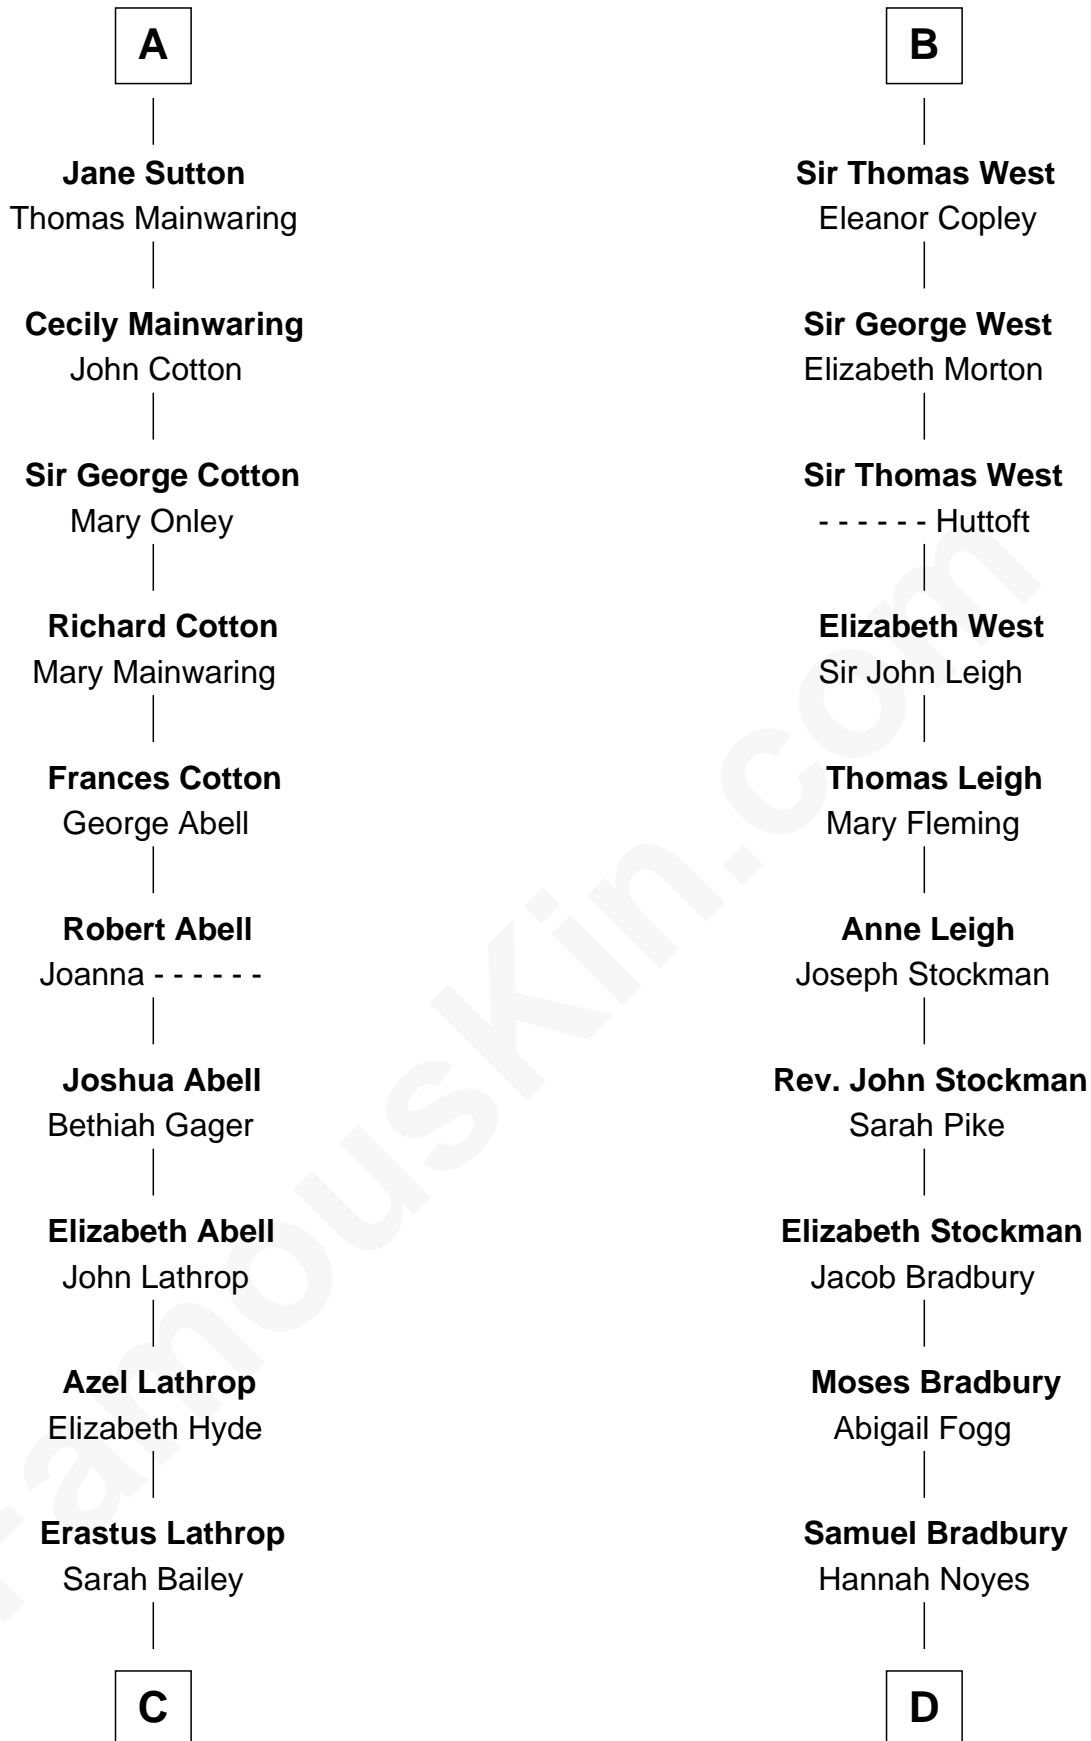 A
Jane Sutton
Thomas Mainwaring
Cecily Mainwaring
John Cotton
Sir George Cotton
Mary Onley
Richard Cotton
Mary Mainwaring
Frances Cotton
George Abell
Robert Abell
Joanna - - - - - -
Joshua Abell
Bethiah Gager
Elizabeth Abell
John Lathrop
Azel Lathrop
Elizabeth Hyde
Erastus Lathrop
Sarah Bailey
C
B
Sir Thomas West
Eleanor Copley
Sir George West
Elizabeth Morton
Sir Thomas West
- - - - - - Huttoft
Elizabeth West
Sir John Leigh
Thomas Leigh
Mary Fleming
Anne Leigh
Joseph Stockman
Rev. John Stockman
Sarah Pike
Elizabeth Stockman
Jacob Bradbury
Moses Bradbury
Abigail Fogg
Samuel Bradbury
Hannah Noyes
D
FamousKin.com